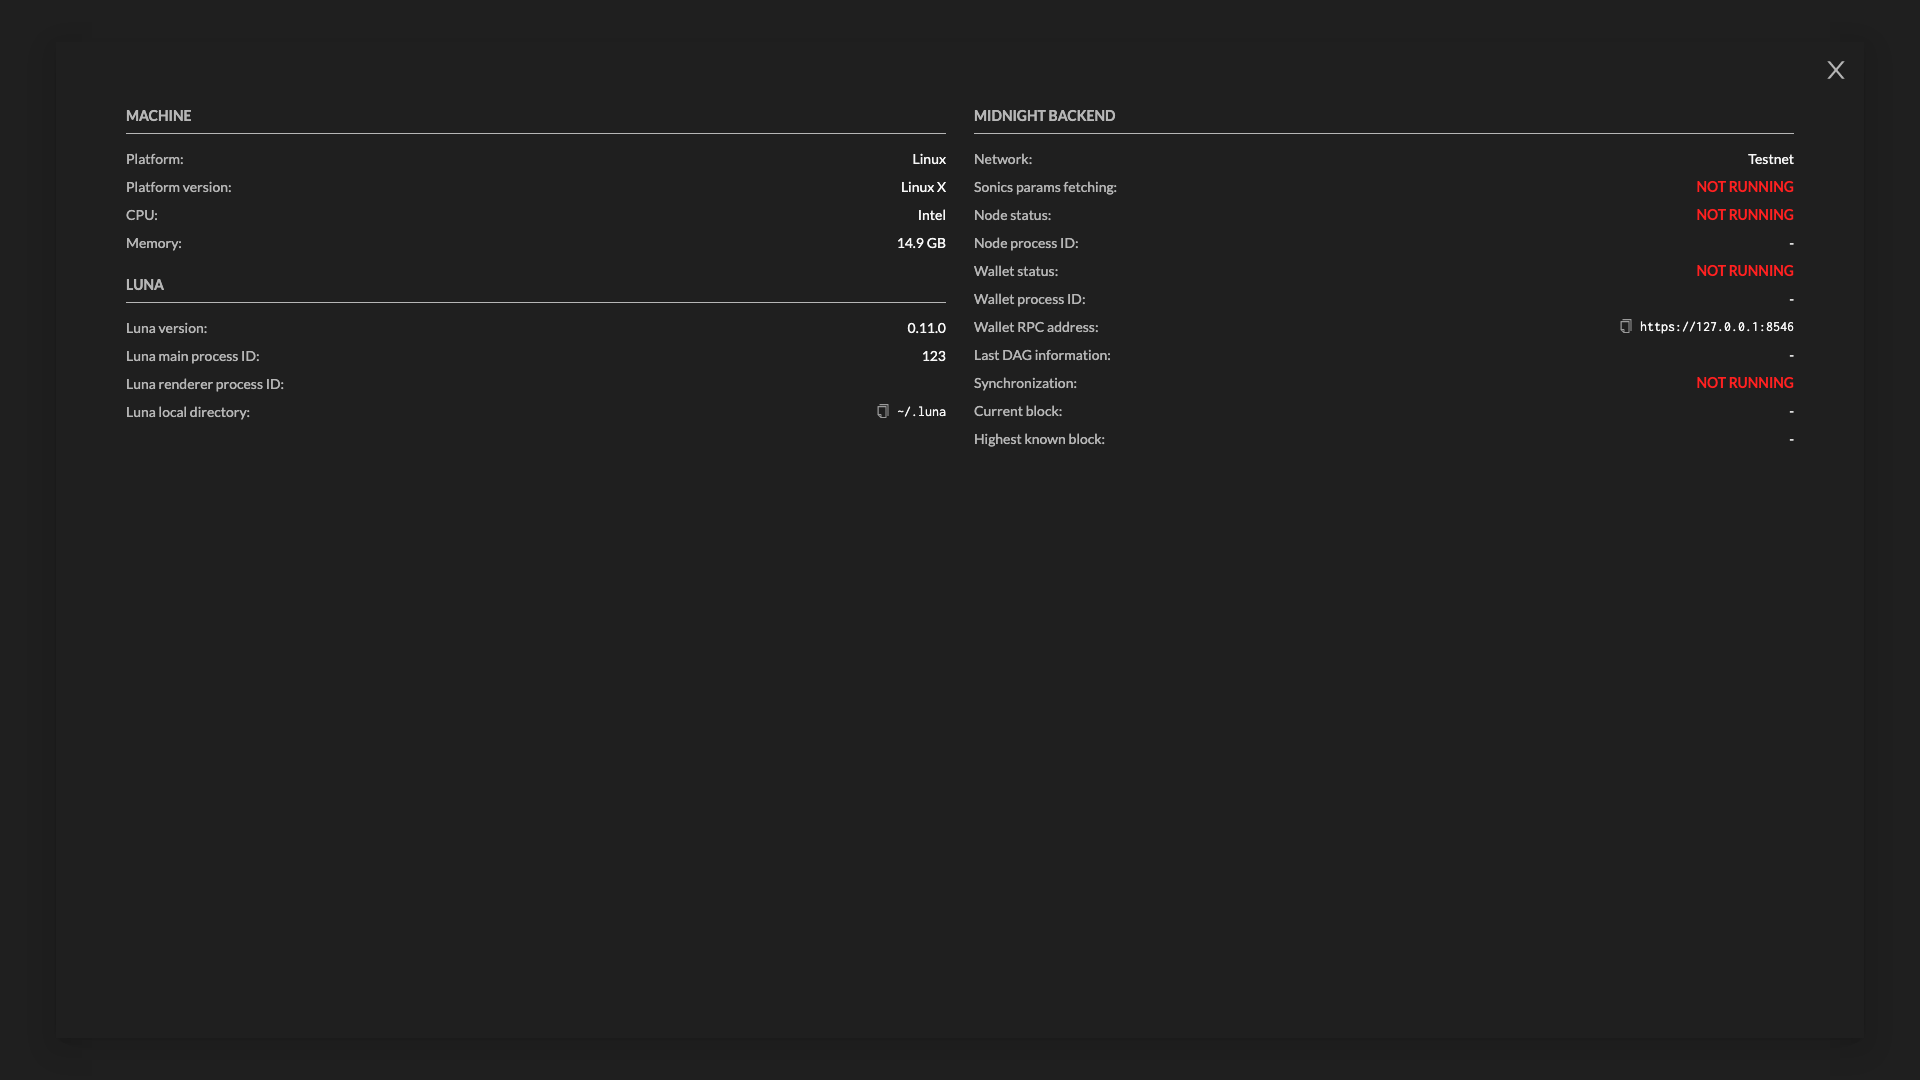 X
MACHINE
Platform: Linux
Platform version: Linux X
CPU: Intel
Memory: 14.9 GB
LUNA
Luna version: 0.11.0
Luna main process ID: 123
Luna renderer process ID:
Luna local directory: ~/.luna
MIDNIGHT BACKEND
Network: Testnet
Sonics params fetching: NOT RUNNING
Node status: NOT RUNNING
Node process ID: -
Wallet status: NOT RUNNING
Wallet process ID: -
Wallet RPC address: https://127.0.0.1:8546
Last DAG information: -
Synchronization: NOT RUNNING
Current block: -
Highest known block: -